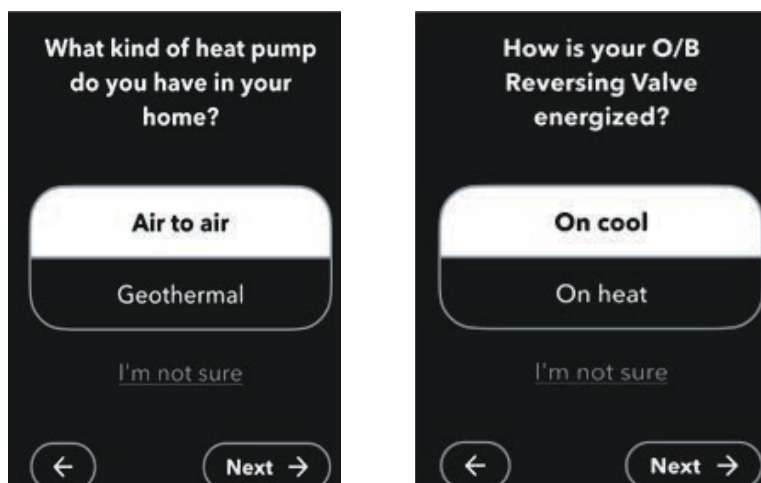 What kind of heat pump
do you have in your
home?
Air to air
Geothermal
I'm not sure
Next
How is your O/B
Reversing Valve
energized?
On cool
On heat
I'm not sure
Next